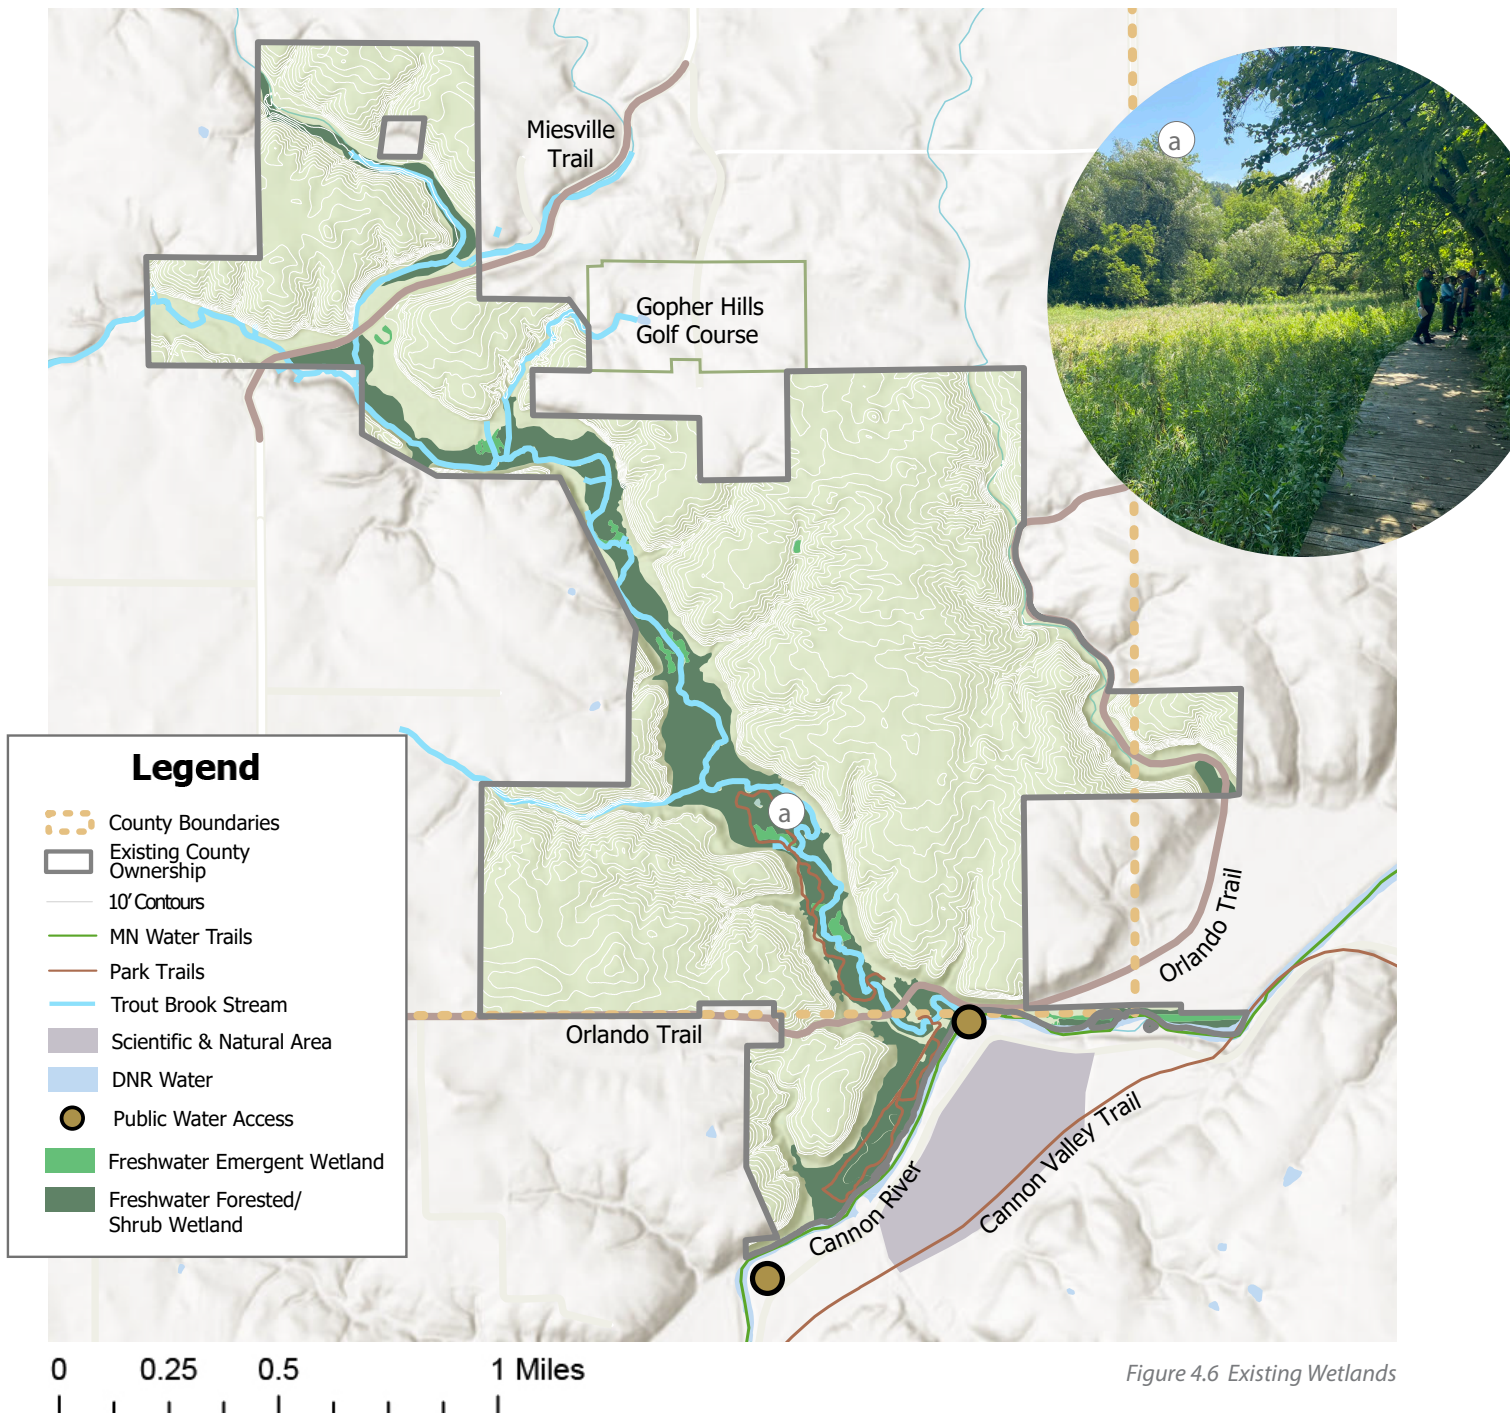 Miesville
Trail
a
Gopher Hills
Golf Course
Legend
County Boundaries
Existing County
Ownership
10' Contours
MN Water Trails
Park Trails
Trout Brook Stream
Scientific & Natural Area
DNR Water
Public Water Access
Freshwater Emergent Wetland
Freshwater Forested/
Shrub Wetland
a
Orlando Trail
Orlando Trail
Cannon River
Cannon Valley Trail
0 0.25 0.5 1 Miles
Figure 4.6 Existing Wetlands